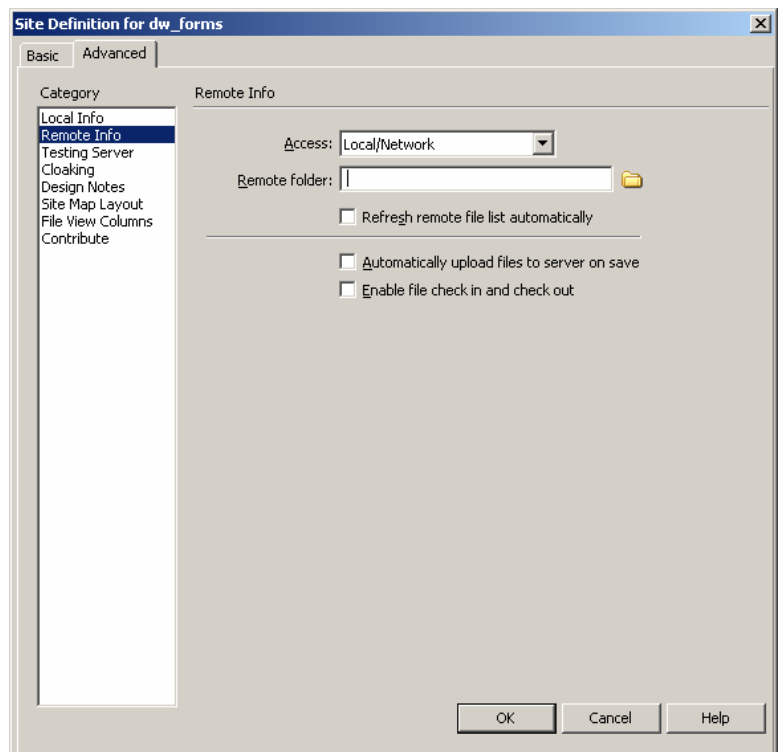 Site Definition for dw_forms
Basic Advanced
Category
Local Info
Remote Info
Testing Server
Cloaking
Design Notes
Site Map Layout
File View Columns
Contribute
Remote Info
Access: Local/Network
Remote folder:
Refresh remote file list automatically
Automatically upload files to server on save
Enable file check in and check out
OK Cancel Help